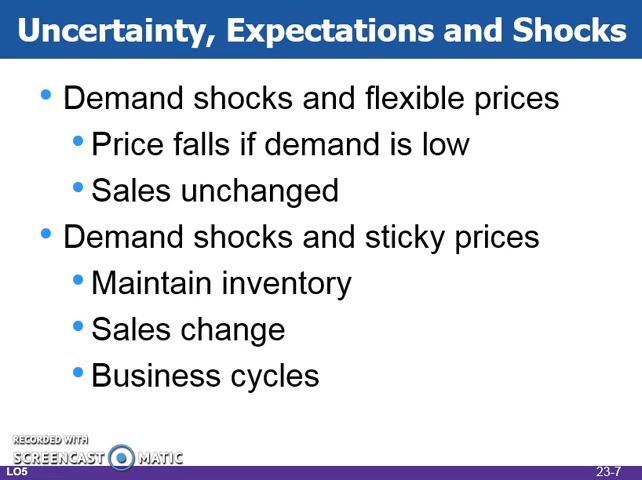 Uncertainty, Expectations and Shocks
• Demand shocks and flexible prices
• Price falls if demand is low
• Sales unchanged
• Demand shocks and sticky prices
• Maintain inventory
• Sales change
• Business cycles
RECORDED WITH
SCREENCAST MATIC
LO5
23-7